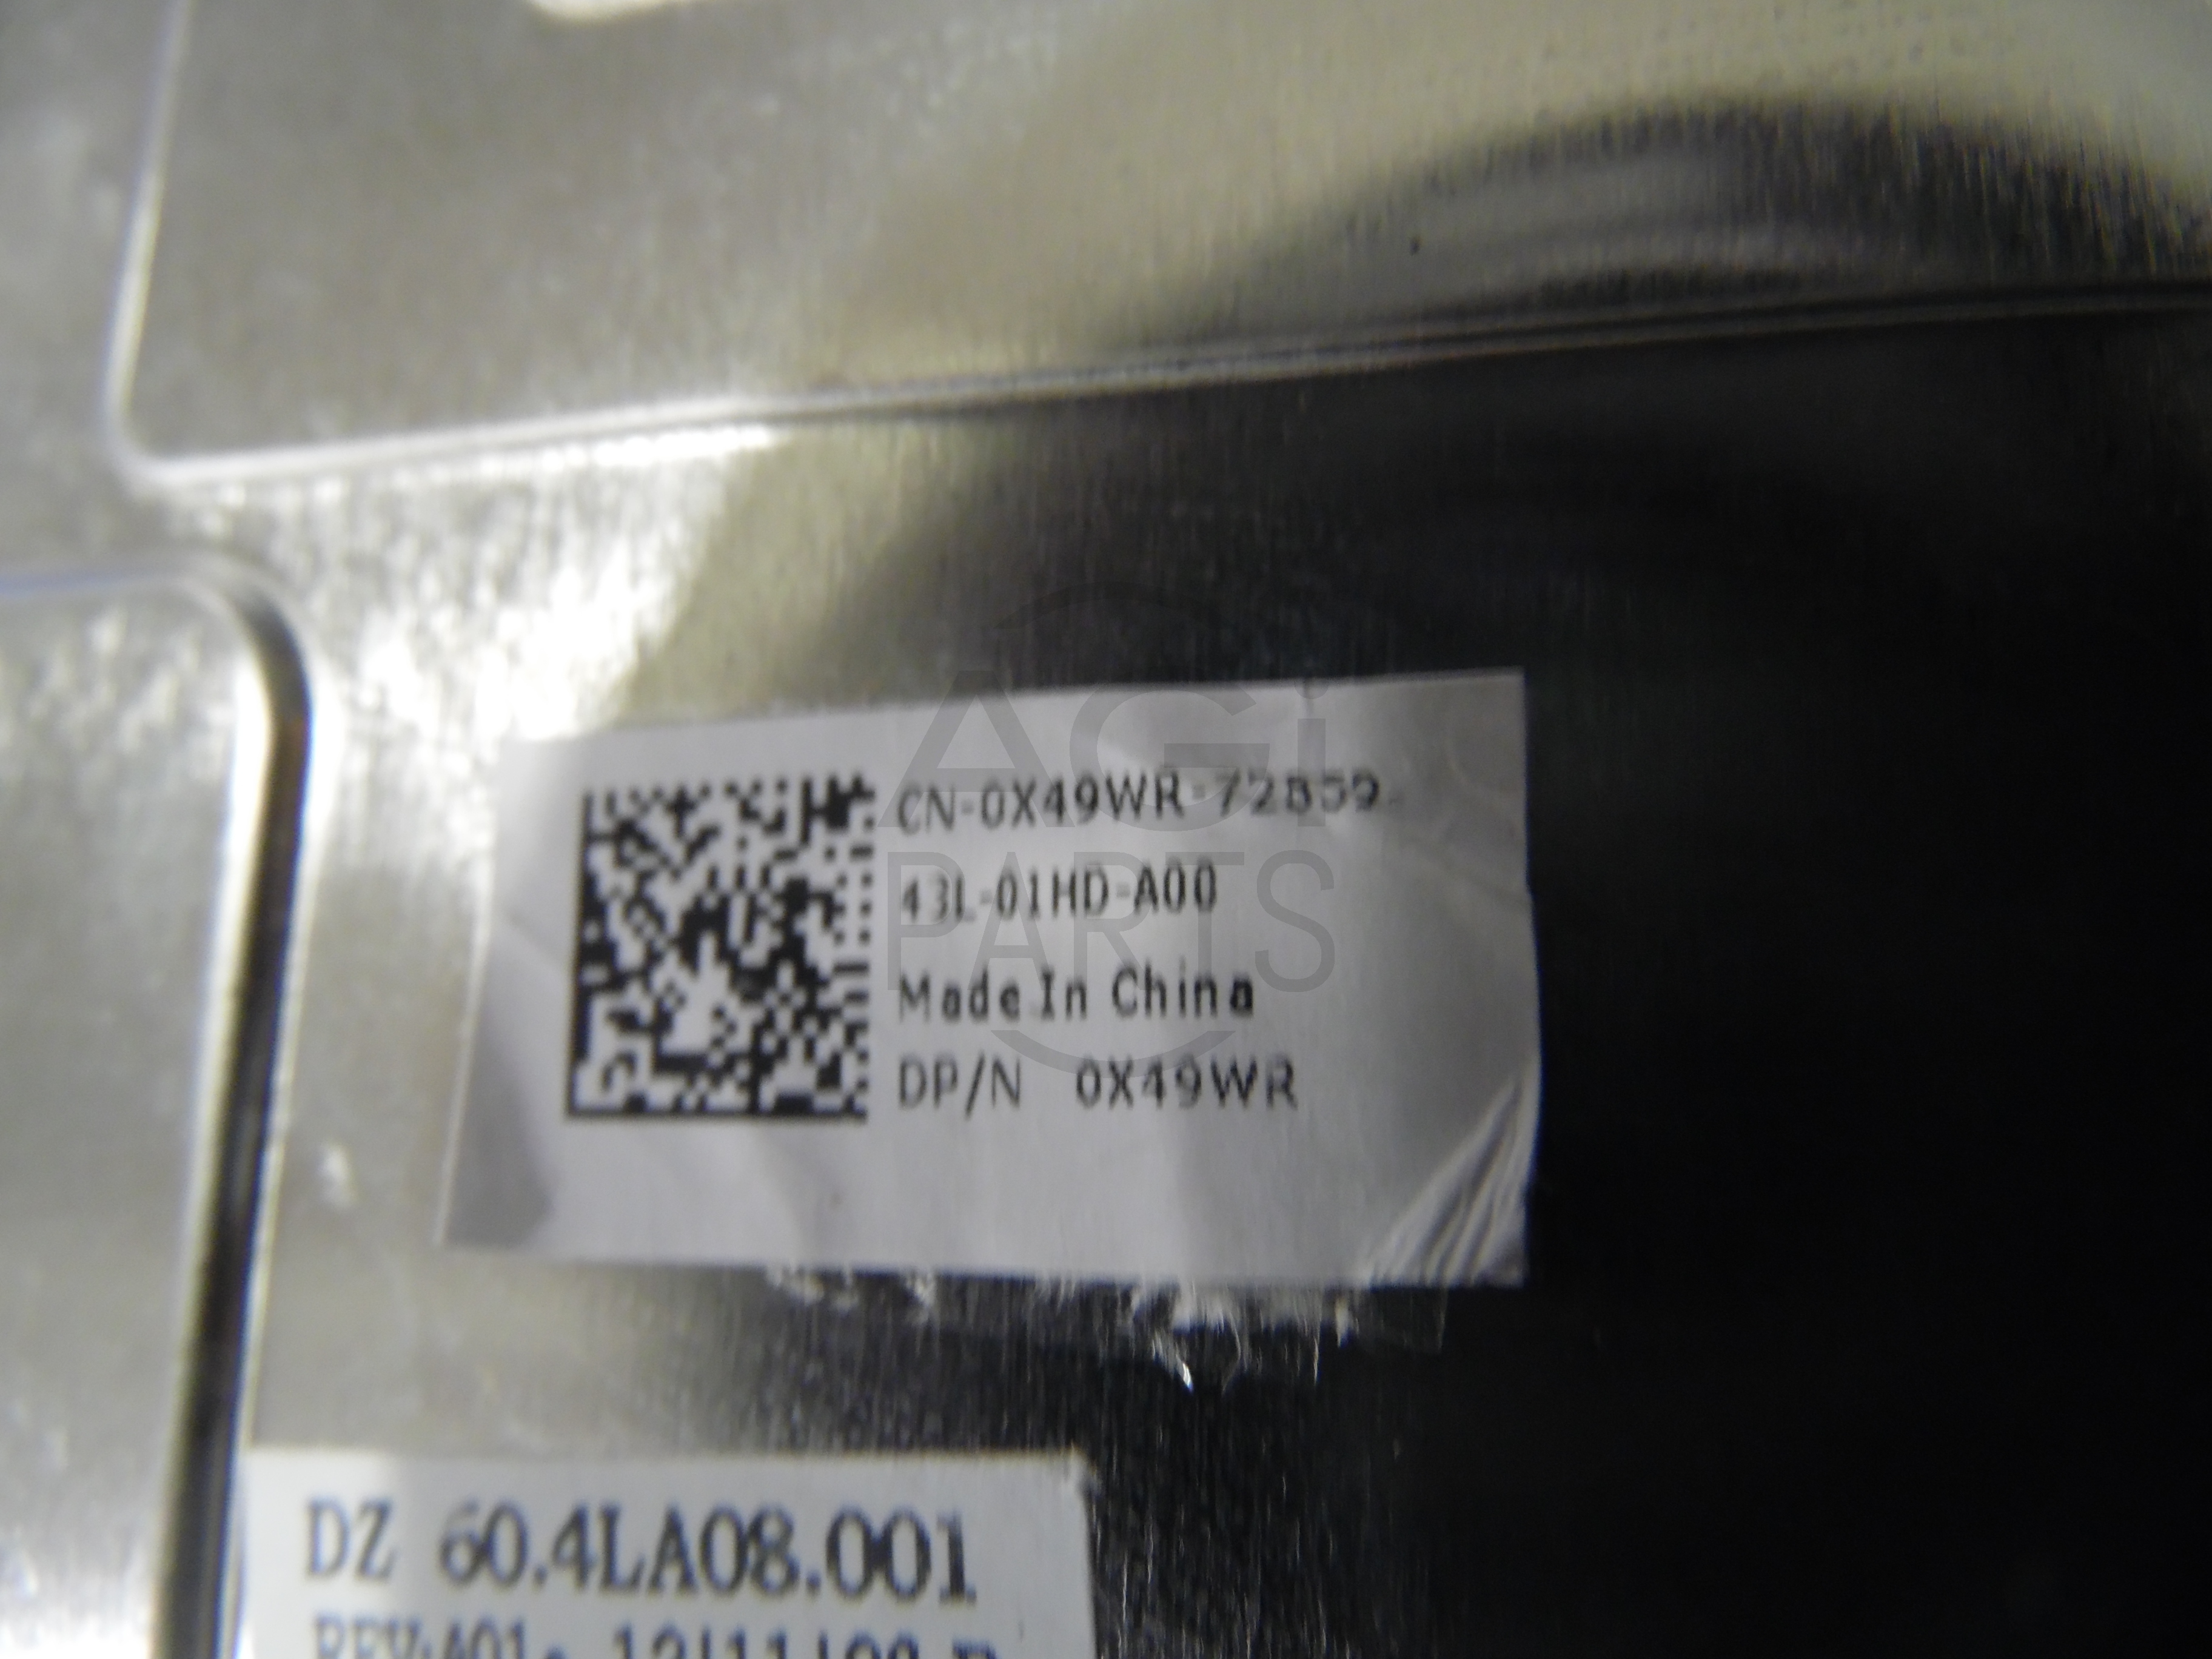 CN-0X49WR-72859-
43L-01HD-A00
Made In China
DP/N 0X49WR
AGi
PARTS
DZ 60.4LA08.001